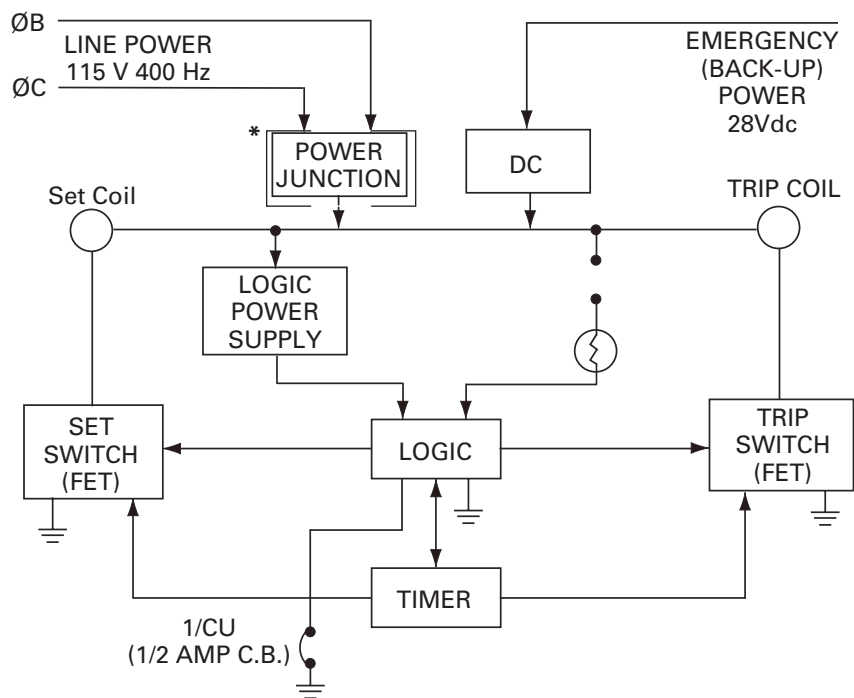 ØB
LINE POWER
115 V 400 Hz
ØC
EMERGENCY
(BACK-UP)
POWER
28Vdc
*
POWER
JUNCTION
DC
Set Coil
TRIP COIL
LOGIC
POWER
SUPPLY
SET
SWITCH
(FET)
LOGIC
TRIP
SWITCH
(FET)
TIMER
1/CU
(1/2 AMP C.B.)